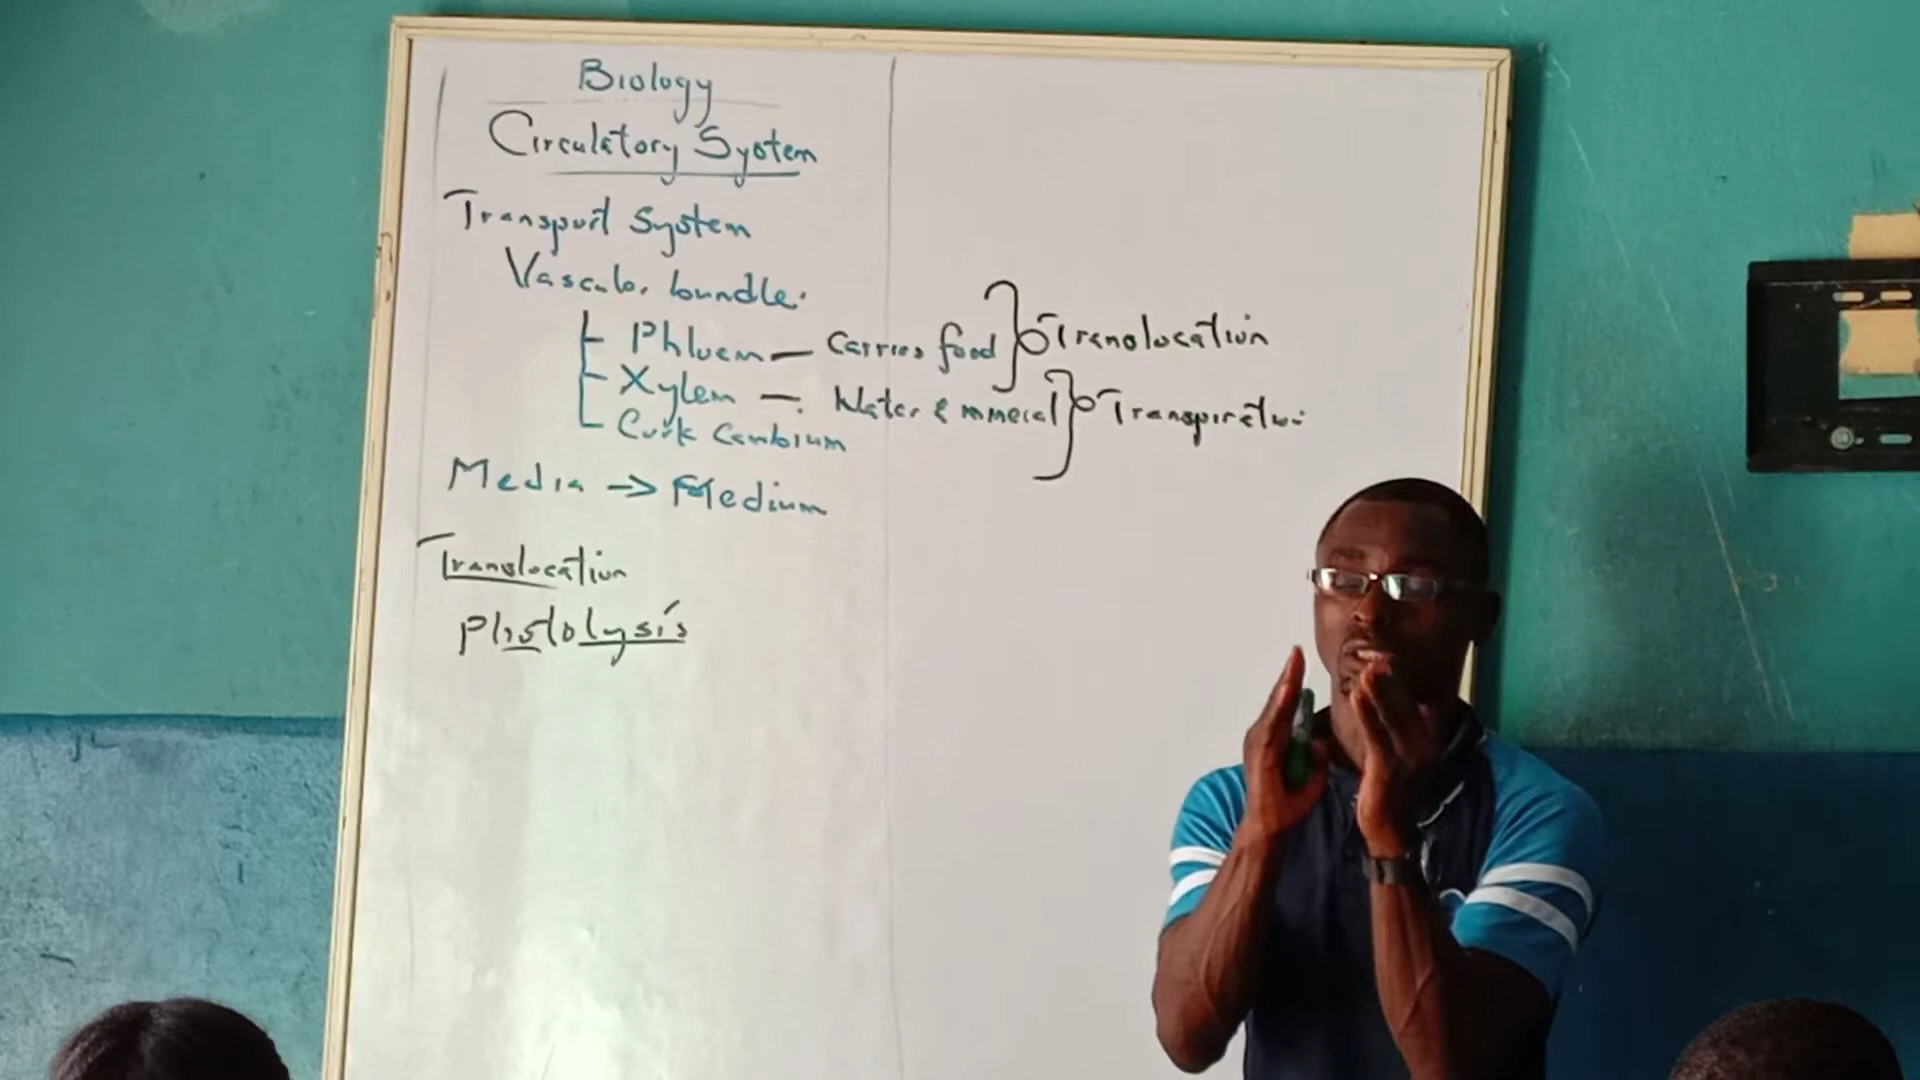 Biology
Circulatory System
Transport System
Vascular bundle.
Phloem — Carries food } Translocation
Xylem — Water & mineral } Transpiration
Cork Cambium
Media → Medium
Translocation
Photolysis